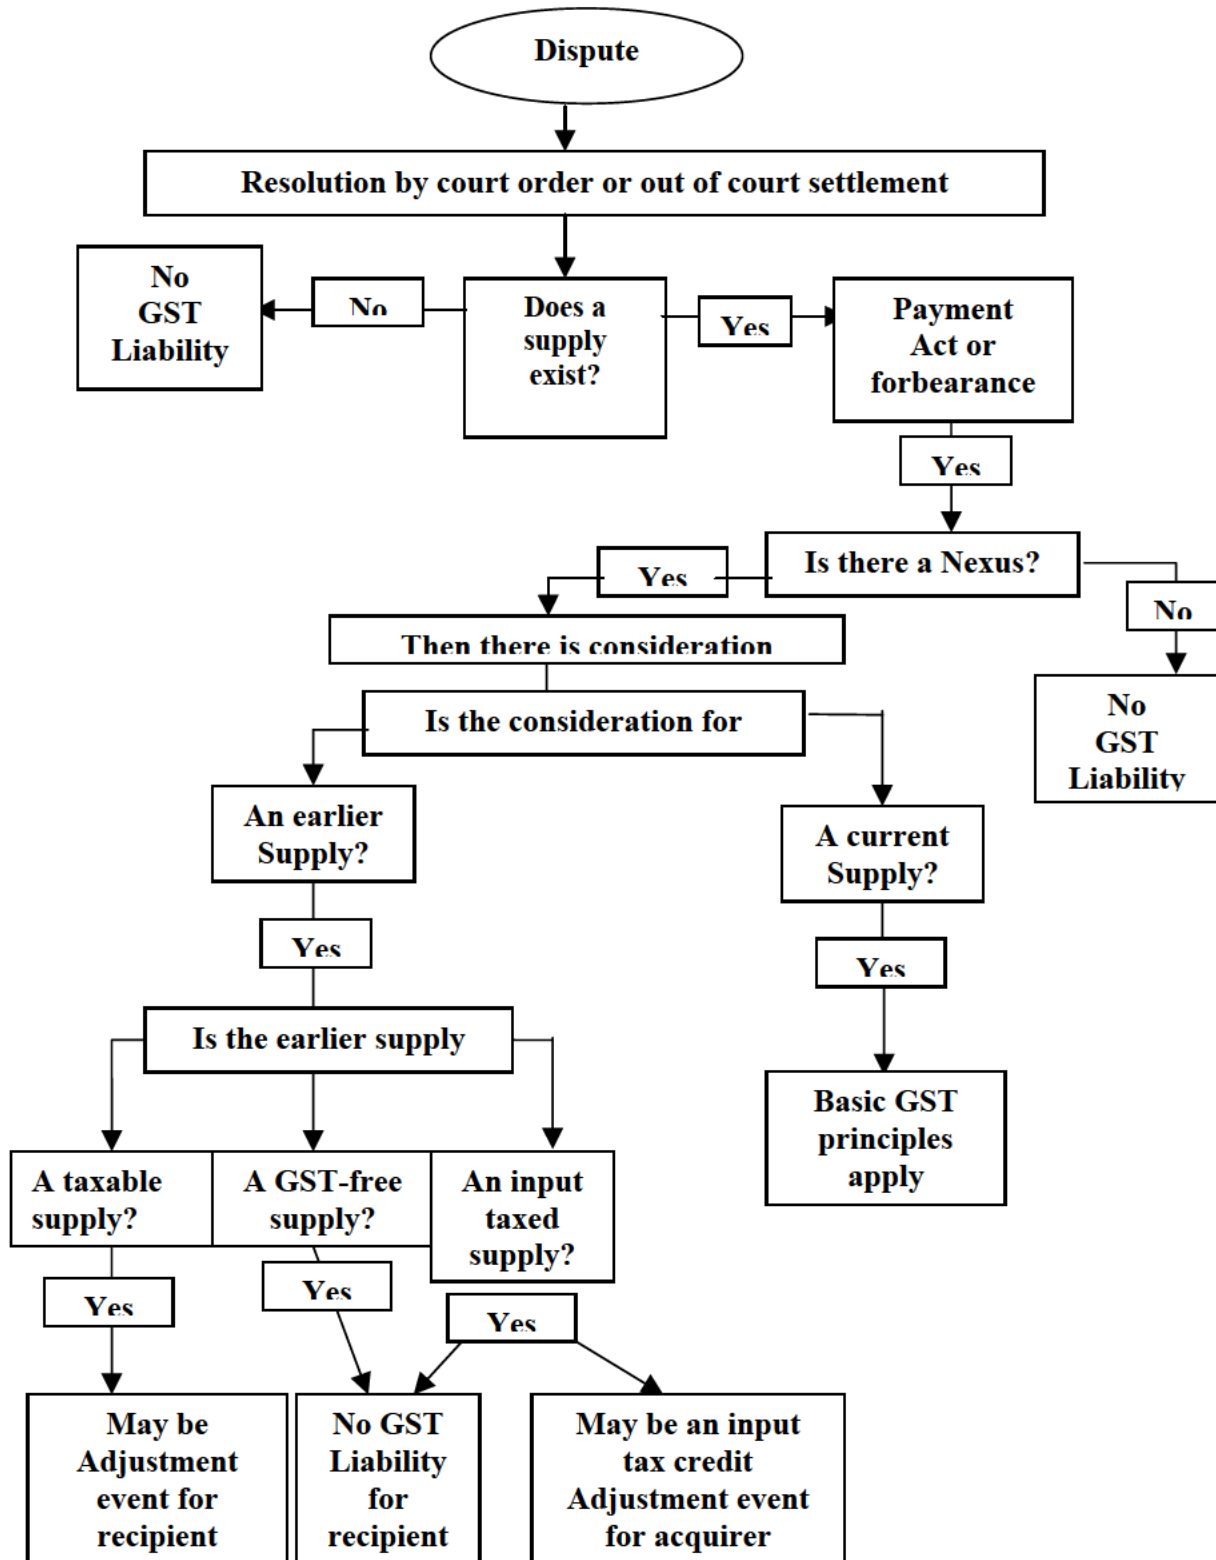 Dispute
Resolution by court order or out of court settlement
No
GST
Liability
No
Does a
supply
exist?
Yes
Payment
Act or
forbearance
Yes
Is there a Nexus?
Yes
No
Then there is consideration
No
GST
Liability
Is the consideration for
An earlier
Supply?
A current
Supply?
Yes
Yes
Is the earlier supply
Basic GST
principles
apply
A taxable
supply?
A GST-free
supply?
An input
taxed
supply?
Yes
Yes
Yes
May be
Adjustment
event for
recipient
No GST
Liability
for
recipient
May be an input
tax credit
Adjustment event
for acquirer